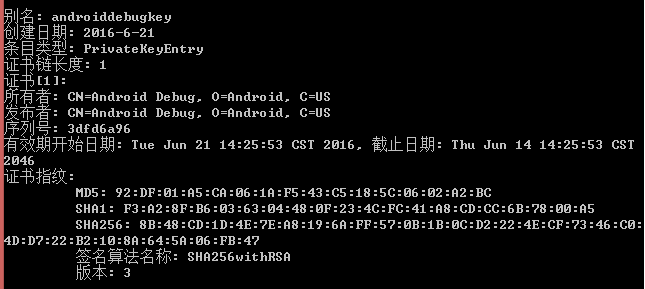 别名: androiddebugkey
创建日期: 2016-6-21
条目类型: PrivateKeyEntry
证书链长度: 1
证书[1]:
所有者: CN=Android Debug, O=Android, C=US
发布者: CN=Android Debug, O=Android, C=US
序列号: 3dfd6a96
有效期开始日期: Tue Jun 21 14:25:53 CST 2016, 截止日期: Thu Jun 14 14:25:53 CST
2046
证书指纹:
MD5: 92:DF:01:A5:CA:06:1A:F5:43:C5:18:5C:06:02:A2:BC
SHA1: F3:A2:8F:B6:03:63:04:48:0F:23:4C:FC:41:A8:CD:CC:6B:78:00:A5
SHA256: 8B:48:CD:1D:4E:7E:A8:19:6A:FF:57:0B:1B:0C:D2:22:4E:CF:73:46:C0:
4D:D7:22:B2:10:8A:64:5A:06:FB:47
签名算法名称: SHA256withRSA
版本: 3